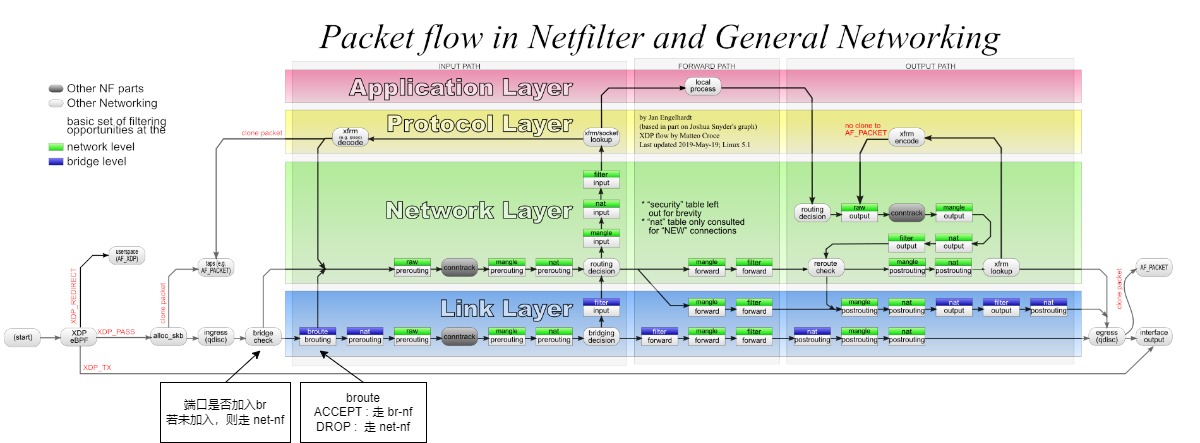 Packet flow in Netfilter and General Networking
INPUT PATH
FORWARD PATH
OUTPUT PATH
Other NF parts
Other Networking
basic set of filtering
opportunities at the
network level
bridge level
Application Layer
local
process
Protocol Layer
clone packet
xfrm
(e.g. ipsec)
decode
xfrm/socket
lookup
by Jan Engelhardt
(based in part on Joshua Snyder's graph)
XDP flow by Matteo Croce
Last updated 2019-May-19; Linux 5.1
no clone to
AF_PACKET
xfrm
encode
Network Layer
filter
input
nat
input
mangle
input
* "security" table left
out for brevity
* "nat" table only consulted
for "NEW" connections
routing
decision
raw
output
conntrack
mangle
output
filter
output
nat
output
userspace
(AF_XDP)
taps (e.g.
AF_PACKET)
raw
prerouting
conntrack
mangle
prerouting
nat
prerouting
routing
decision
mangle
forward
filter
forward
reroute
check
mangle
postrouting
nat
postrouting
xfrm
lookup
AF_PACKET
XDP_REDIRECT
clone packet
clone packet
Link Layer
filter
input
mangle
forward
filter
forward
mangle
postrouting
nat
postrouting
nat
output
filter
output
nat
postrouting
(start)
XDP
eBPF
XDP_PASS
alloc_skb
ingress
(qdisc)
bridge
check
broute
brouting
nat
prerouting
raw
prerouting
conntrack
mangle
prerouting
nat
prerouting
bridging
decision
filter
forward
mangle
forward
filter
forward
nat
postrouting
mangle
postrouting
nat
postrouting
egress
(qdisc)
interface
output
XDP_TX
端口是否加入br
若未加入，则走 net-nf
broute
ACCEPT : 走 br-nf
DROP : 走 net-nf